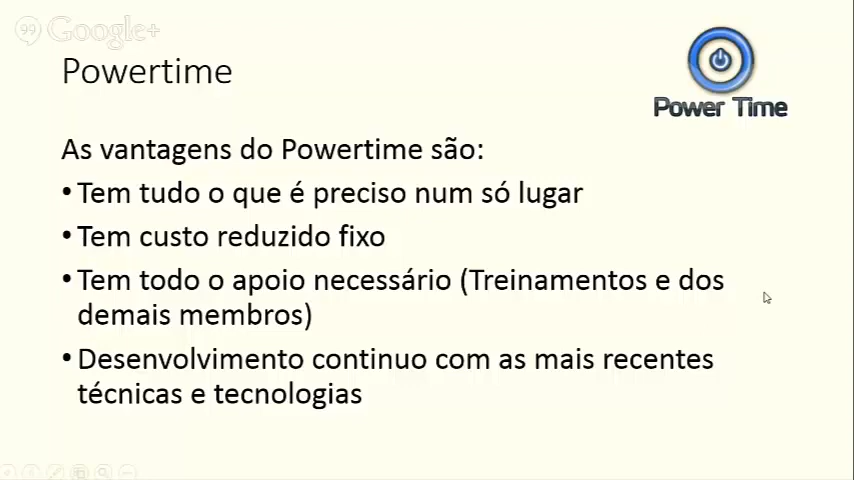 Google+
Powertime
Power Time
As vantagens do Powertime são:
•Tem tudo o que é preciso num só lugar
•Tem custo reduzido fixo
•Tem todo o apoio necessário (Treinamentos e dos
demais membros)
•Desenvolvimento continuo com as mais recentes
técnicas e tecnologias